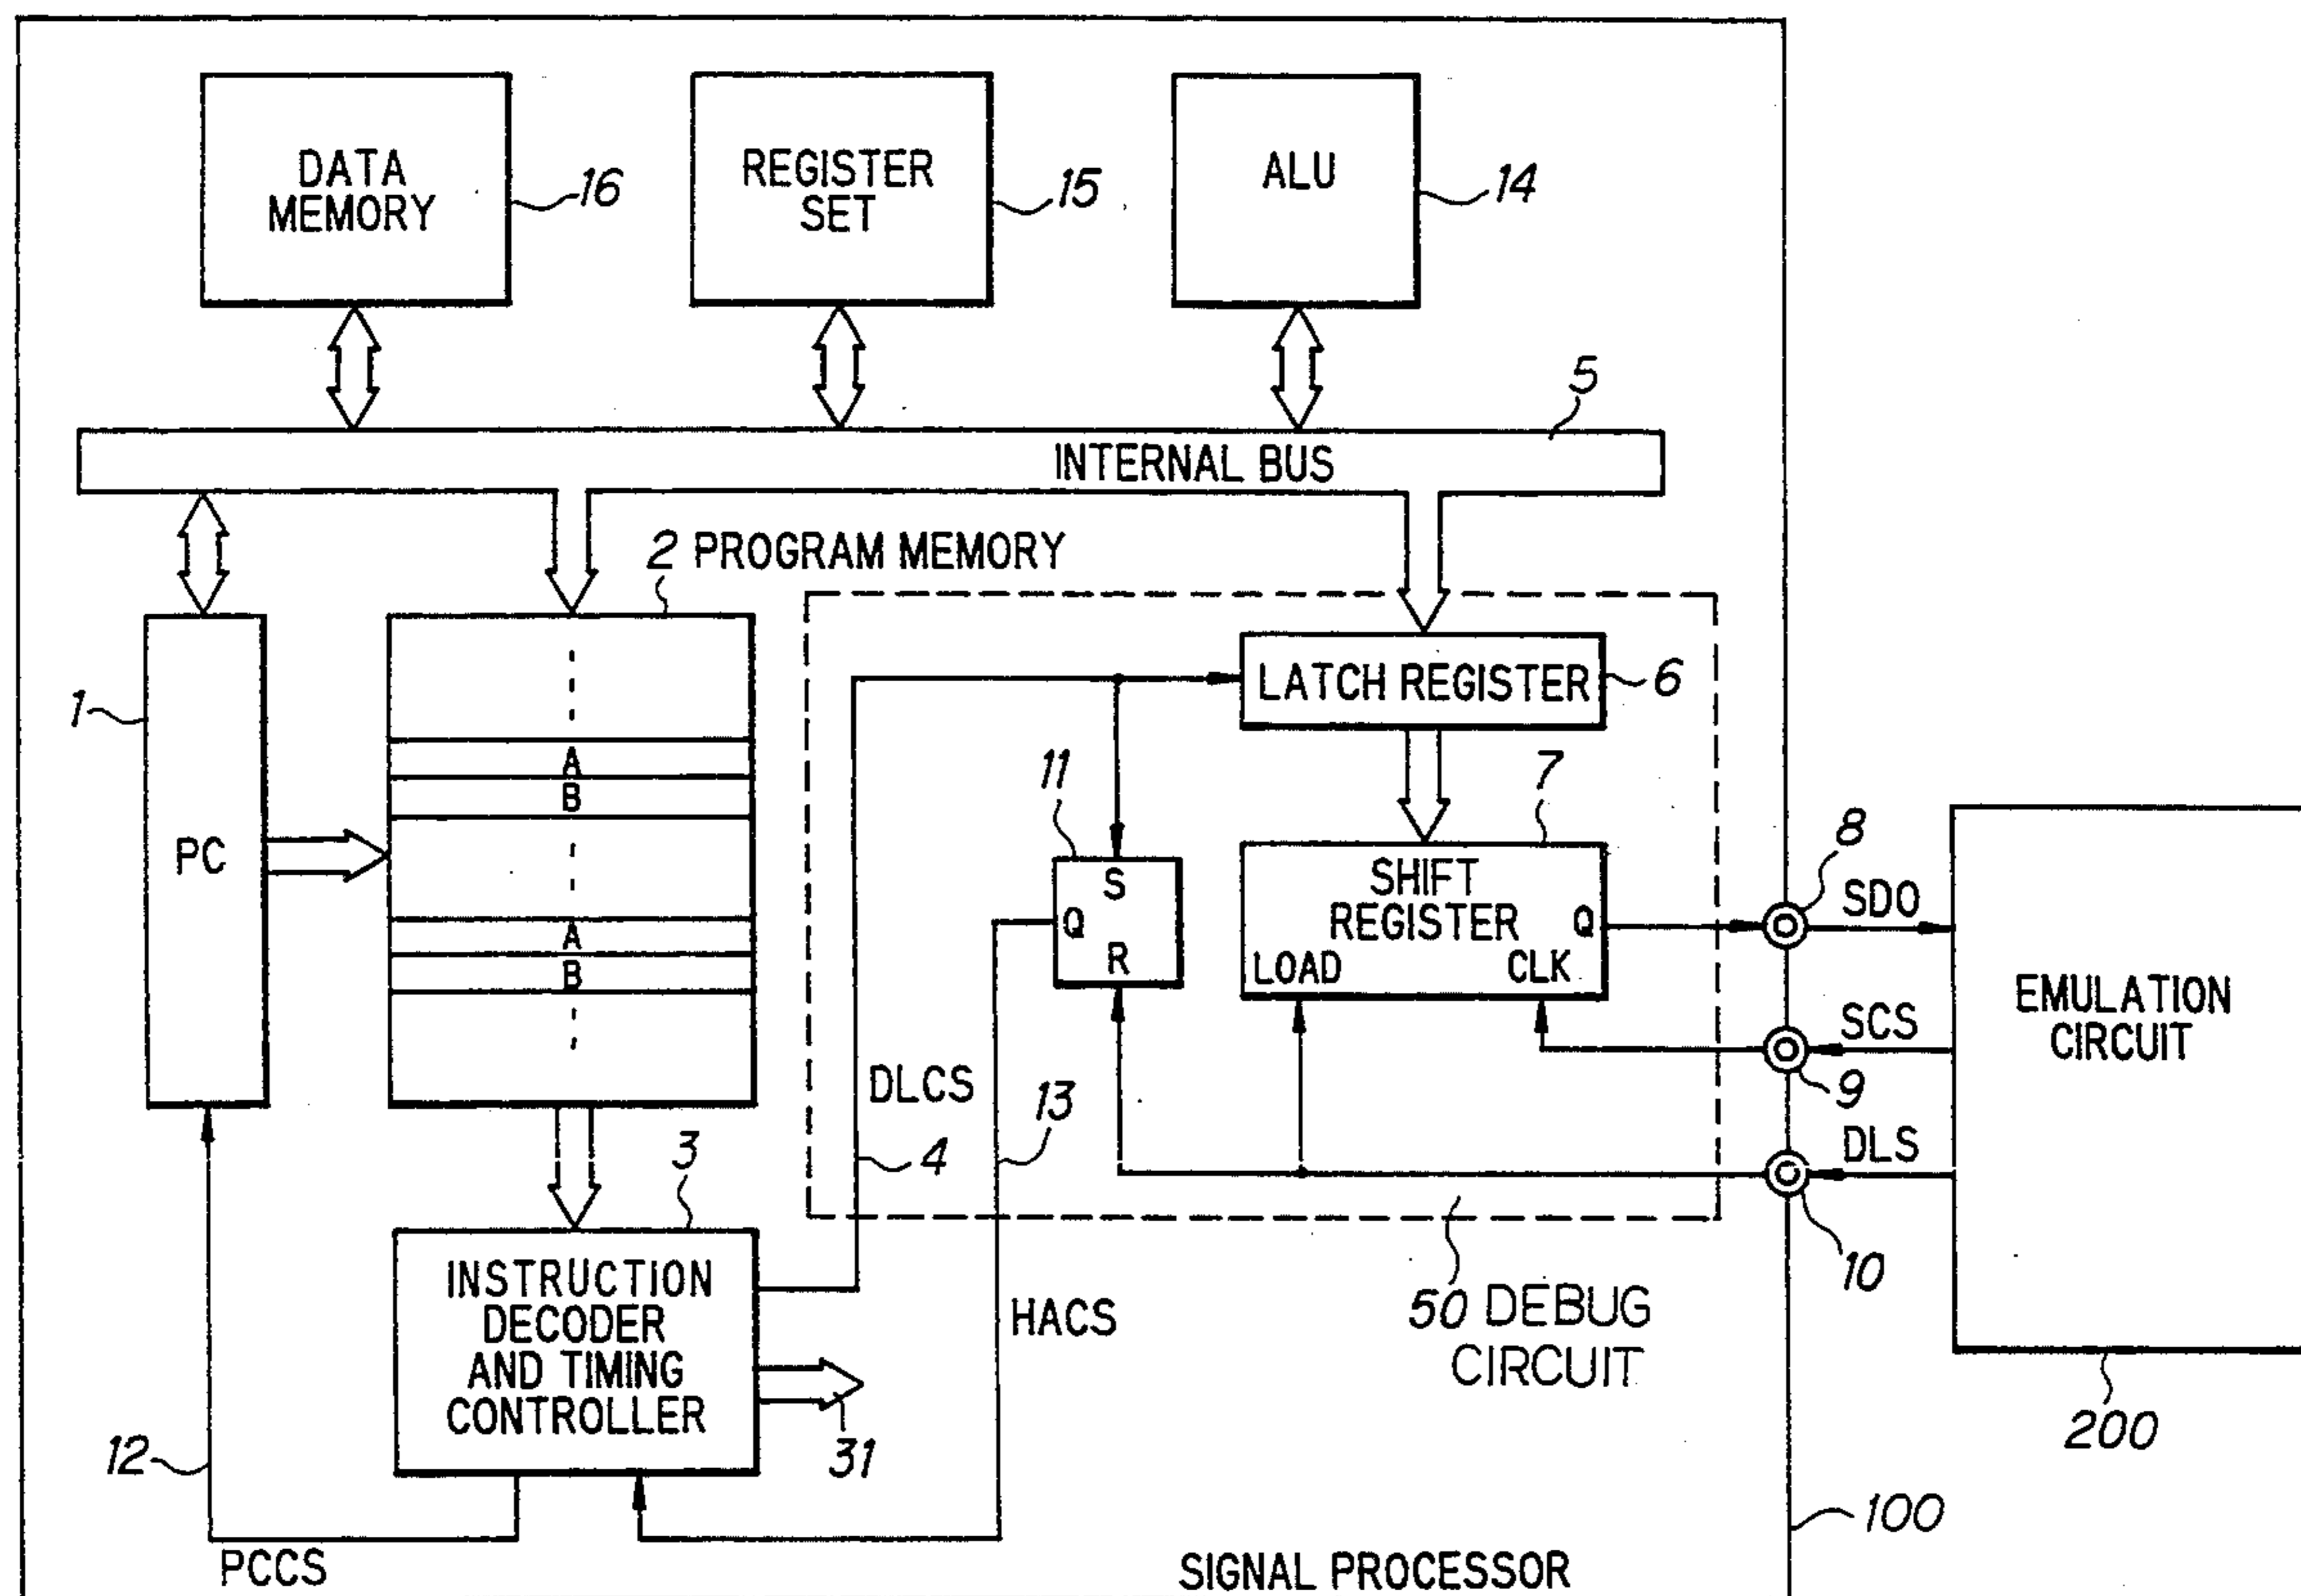 DATA
MEMORY
16
REGISTER
SET
15
ALU
14
5
INTERNAL BUS
2 PROGRAM MEMORY
1
PC
A
B
A
B
LATCH REGISTER
6
11
S
Q
R
7
SHIFT
REGISTER
Q
LOAD
CLK
8
SDO
SCS
9
DLS
10
EMULATION
CIRCUIT
200
DLCS
4
13
HACS
50 DEBUG
CIRCUIT
3
INSTRUCTION
DECODER
AND TIMING
CONTROLLER
31
12
PCCS
100
SIGNAL PROCESSOR